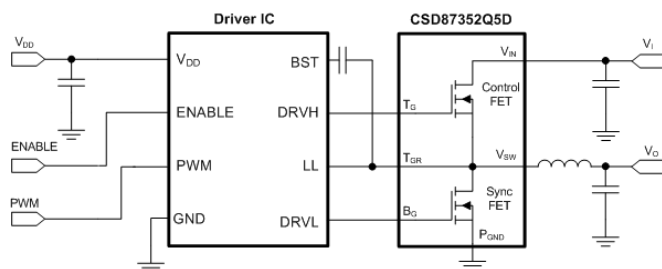 Driver IC
CSD87352Q5D
VDD
VDD
BST
VIN
VI
Control
FET
ENABLE
DRVH
TG
ENABLE
PWM
LL
TGR
VSW
VO
PWM
Sync
FET
GND
DRVL
BG
PGND